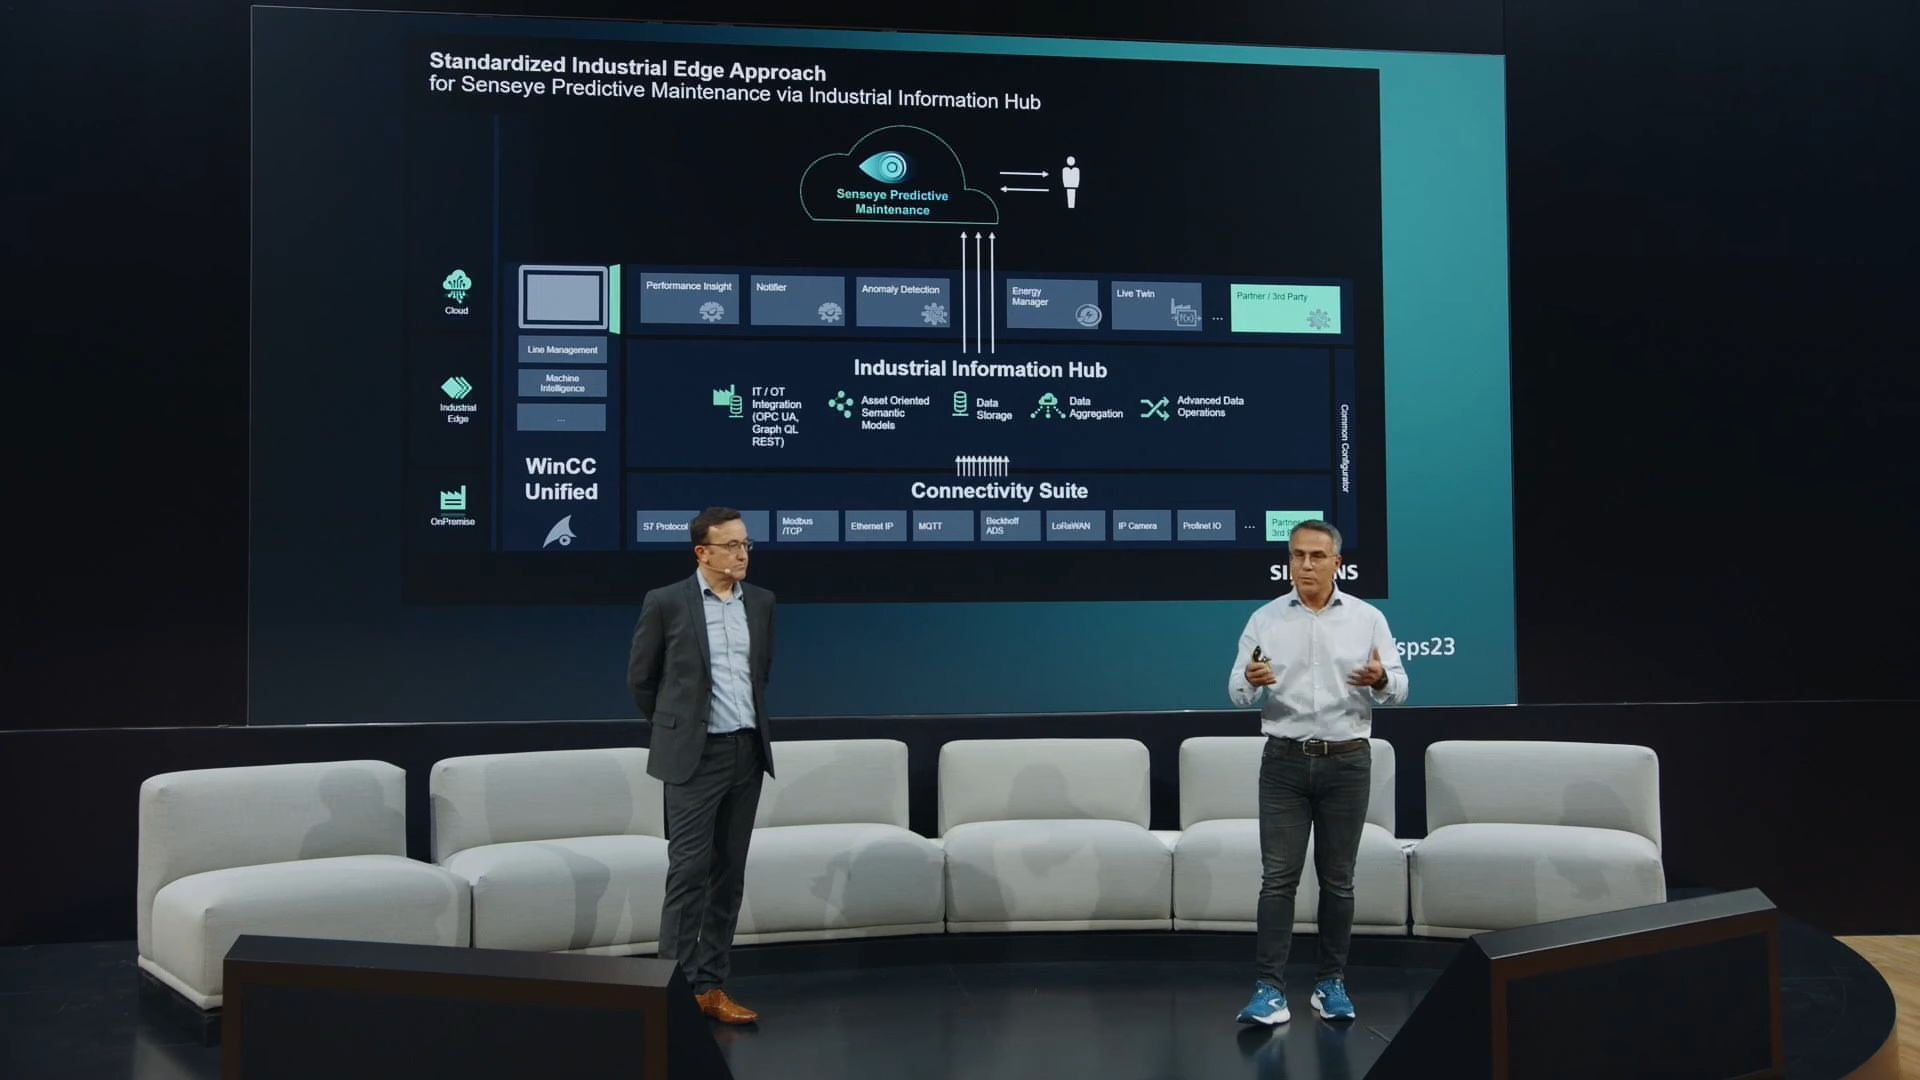 Standardized Industrial Edge Approach
for Senseye Predictive Maintenance via Industrial Information Hub
Senseye Predictive
Maintenance
Cloud
Industrial
Edge
OnPremise
Line Management
Machine
Intelligence
...
WinCC
Unified
Performance Insight
Notifier
Anomaly Detection
Energy
Manager
Live Twin
f(x)
...
Partner / 3rd Party
Industrial Information Hub
IT / OT
Integration
(OPC UA,
Graph QL
REST)
Asset Oriented
Semantic
Models
Data
Storage
Data
Aggregation
Advanced Data
Operations
Common Configurator
Connectivity Suite
S7 Protocol
Modbus
/TCP
Ethernet IP
MQTT
Beckhoff
ADS
LoRaWAN
IP Camera
Profinet IO
...
Partner
3rd
SI NS
sps23